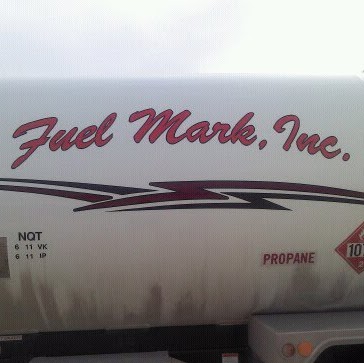 Fuel Mark, Inc.
NQT
6 11 VK
6 11 IP
PROPANE